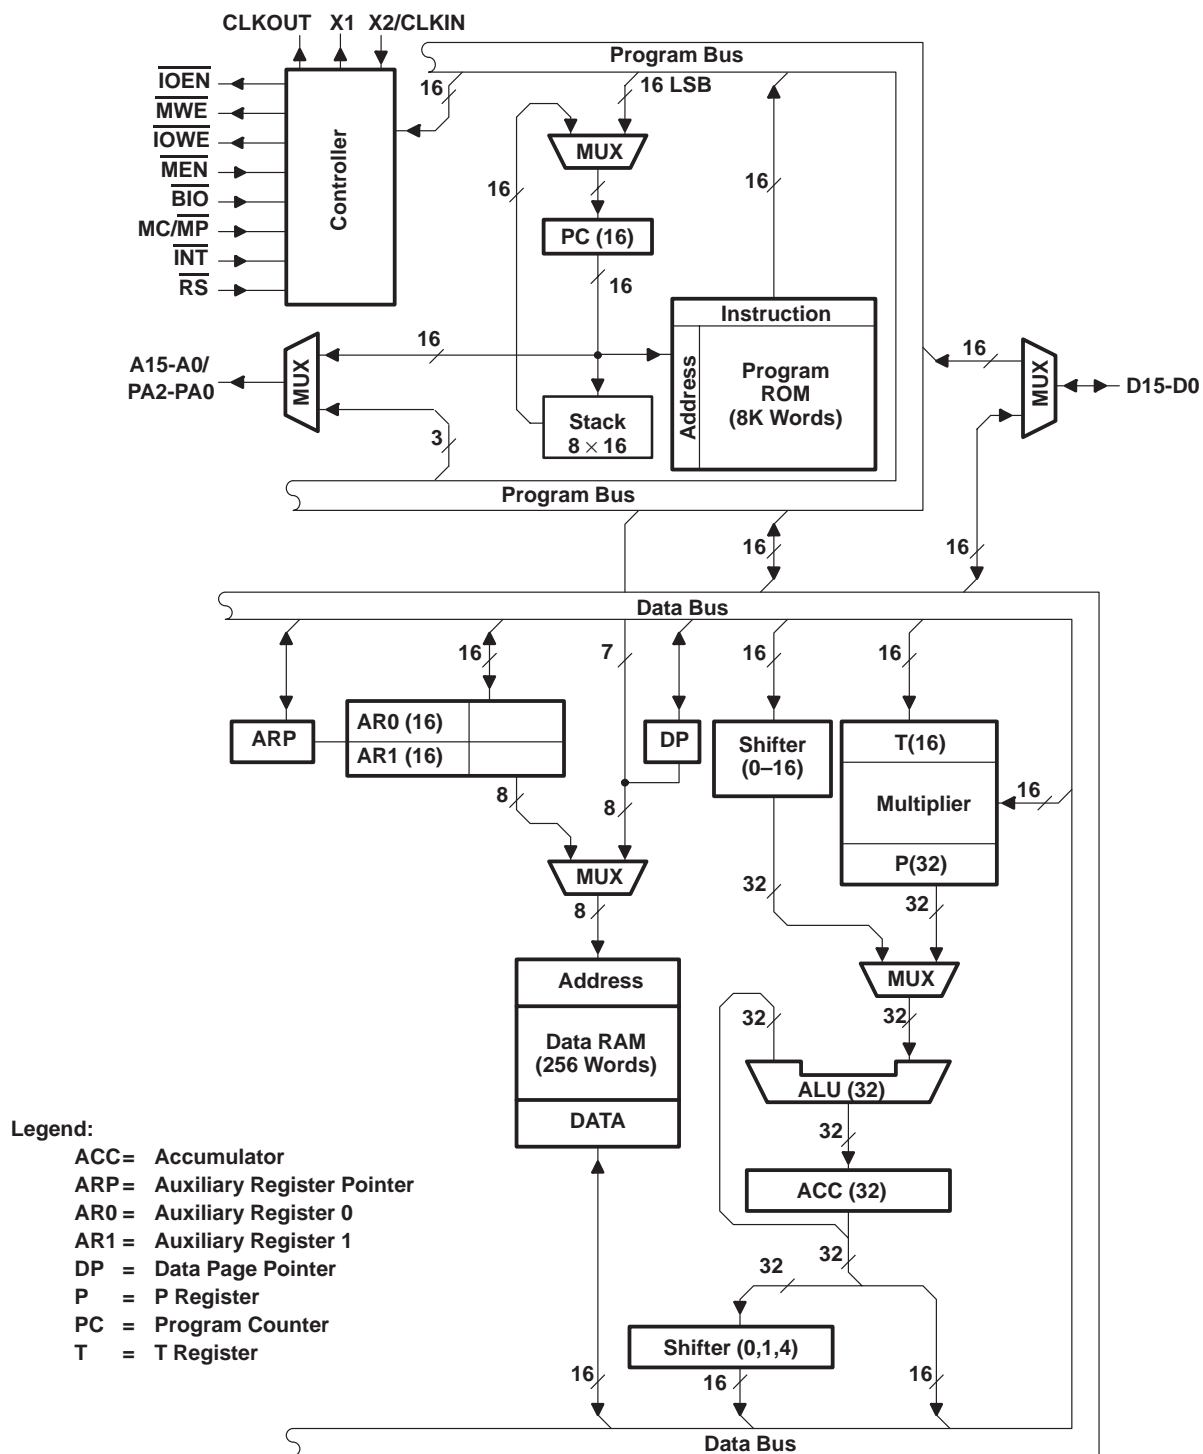 CLKOUT X1 X2/CLKIN
Program Bus
IOEN
MWE
IOWE
MEN
BIO
MC/MP
INT
RS
Controller
16
16 LSB
MUX
16
16
PC (16)
16
Instruction
Address
Program
ROM
(8K Words)
A15-A0/
PA2-PA0
MUX
16
3
Stack
8 × 16
16
MUX
D15-D0
Program Bus
16
16
Data Bus
16
7
16
16
ARP
AR0 (16)
AR1 (16)
DP
Shifter
(0–16)
T(16)
Multiplier
P(32)
16
8
8
MUX
32
32
8
MUX
Address
Data RAM
(256 Words)
DATA
32
32
ALU (32)
32
ACC (32)
32
32
Shifter (0,1,4)
16
16
16
Data Bus
Legend:
ACC = Accumulator
ARP = Auxiliary Register Pointer
AR0 = Auxiliary Register 0
AR1 = Auxiliary Register 1
DP = Data Page Pointer
P = P Register
PC = Program Counter
T = T Register